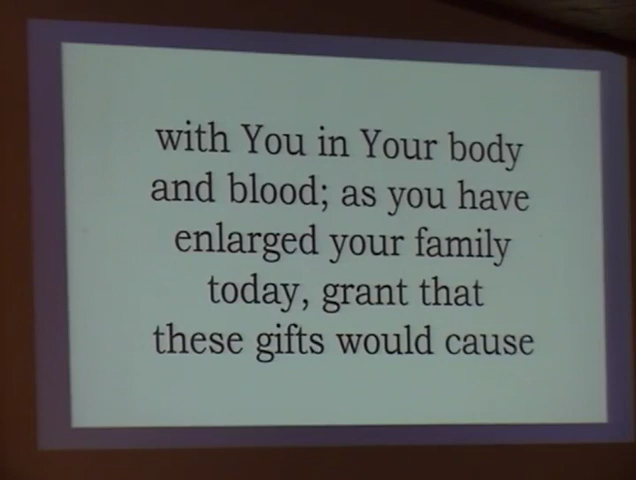 with You in Your body
and blood; as you have
enlarged your family
today, grant that
these gifts would cause